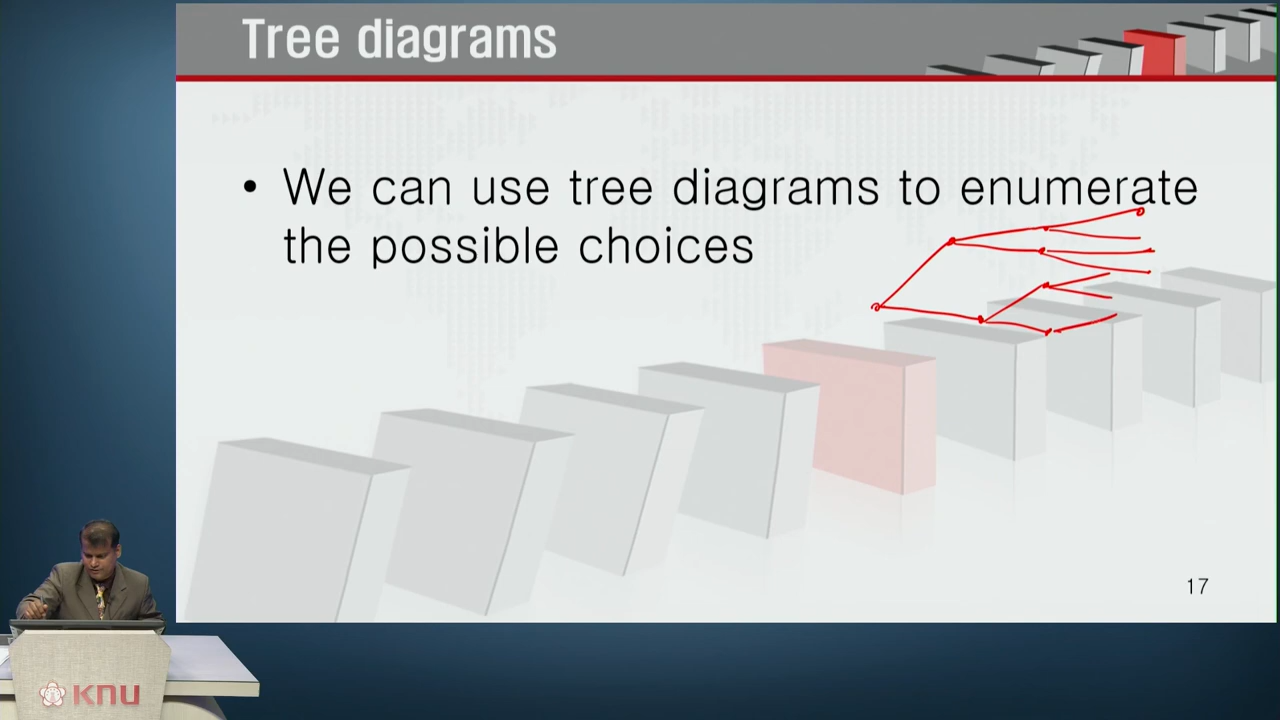 Tree diagrams
• We can use tree diagrams to enumerate
the possible choices
17
KNU